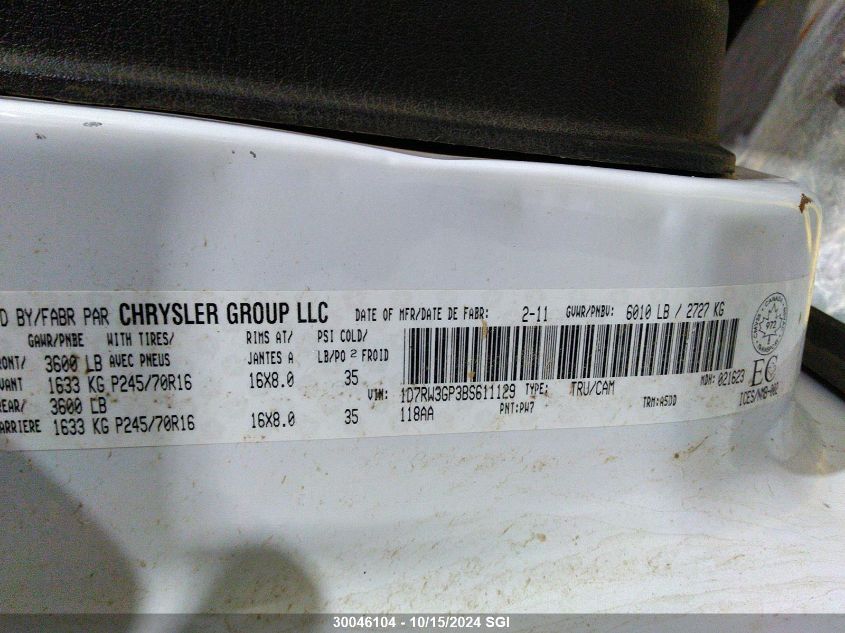 D BY/FABR PAR CHRYSLER GROUP LLC DATE OF MFR/DATE DE FABR: 2-11 GVWR/PNBV: 6010 LB / 2727 KG
GAWR/PNBE WITH TIRES/ RIMS AT/ PSI COLD/
RONT/ 3600 LB AVEC PNEUS JANTES A LB/PO 2 FROID
VANT 1633 KG P245/70R16 16X8.0 35
VIN: 1D7RW3GP3BS611129 TYPE: TRU/CAM MDH: 021623
EAR/ 3600 LB
ARRIERE 1633 KG P245/70R16 16X8.0 35
118AA PNT:PW7 TRM:A5DD
CANADA
972
EC
ICES/NMB-002
30046104 - 10/15/2024 SGI